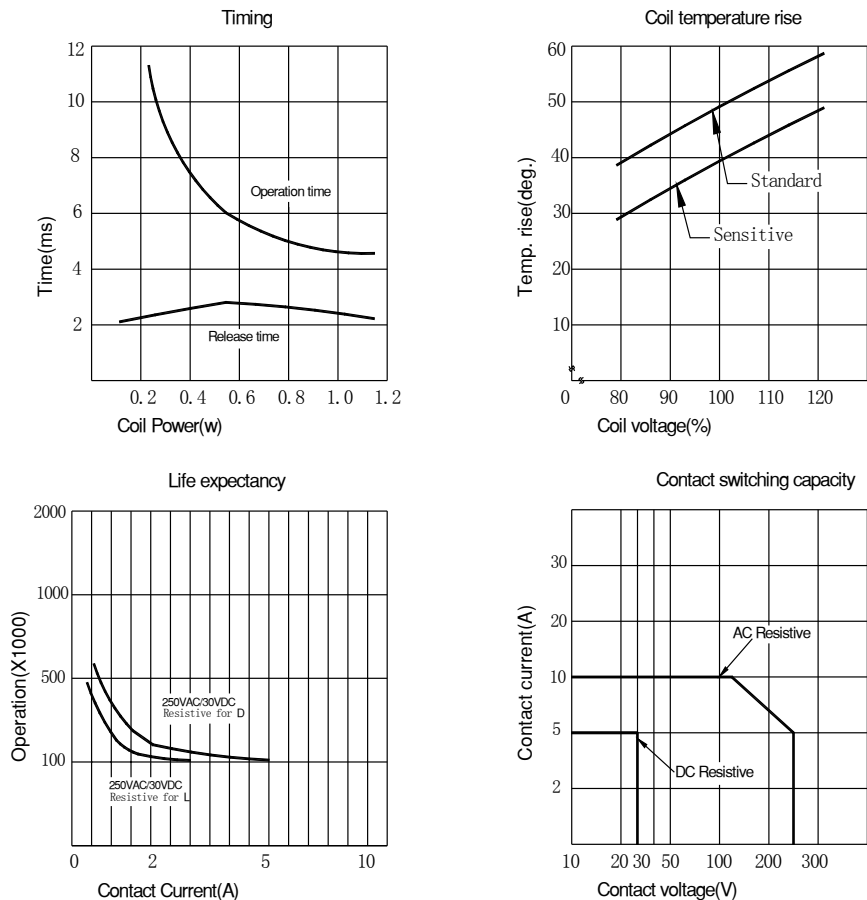 Timing
12
10
8
6
4
2
Time(ms)
Operation time
Release time
0.2 0.4 0.6 0.8 1.0 1.2
Coil Power(w)
Coil temperature rise
60
50
40
30
20
10
Temp. rise(deg.)
Standard
Sensitive
0 80 90 100 110 120
Coil voltage(%)
Life expectancy
2000
1000
500
100
Operation(X1000)
250VAC/30VDC
Resistive for D
250VAC/30VDC
Resistive for L
0 2 5 10
Contact Current(A)
Contact switching capacity
30
20
10
5
2
Contact current(A)
AC Resistive
DC Resistive
10 20 30 50 100 200 300
Contact voltage(V)